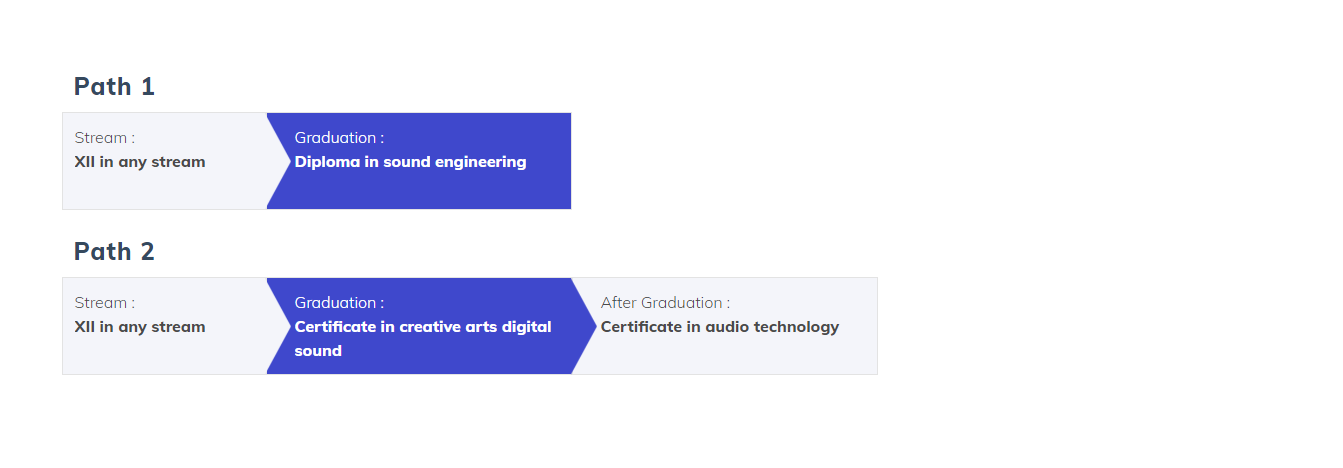 Path 1
Stream :
XII in any stream
Graduation :
Diploma in sound engineering
Path 2
Stream :
XII in any stream
Graduation :
Certificate in creative arts digital
sound
After Graduation :
Certificate in audio technology